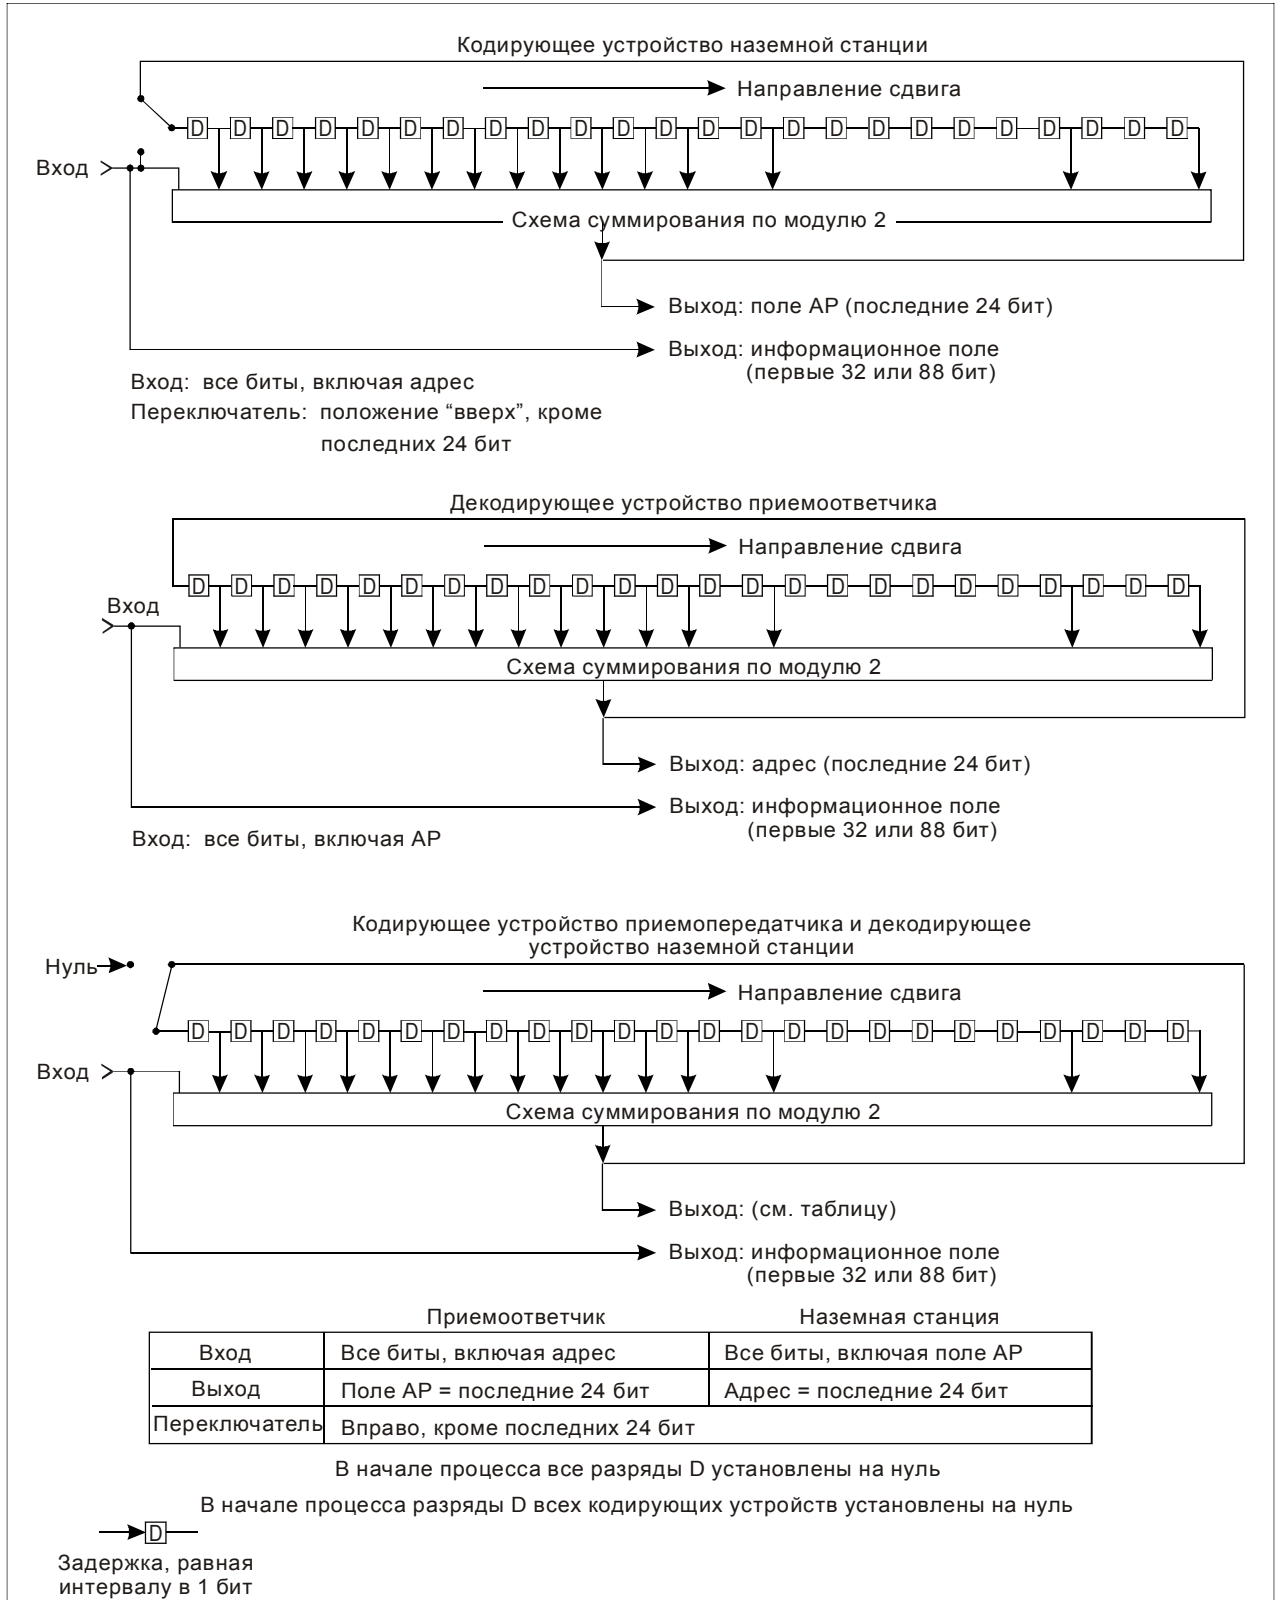 Кодирующее устройство наземной станции
Направление сдвига
D D D D D D D D D D D D D D D D D D D D D D D D
Вход
Схема суммирования по модулю 2
Выход: поле АР (последние 24 бит)
Выход: информационное поле
(первые 32 или 88 бит)
Вход: все биты, включая адрес
Переключатель: положение “вверх”, кроме
последних 24 бит
Декодирующее устройство приемоответчика
Направление сдвига
D D D D D D D D D D D D D D D D D D D D D D D D
Вход
Схема суммирования по модулю 2
Выход: адрес (последние 24 бит)
Выход: информационное поле
(первые 32 или 88 бит)
Вход: все биты, включая АР
Кодирующее устройство приемопередатчика и декодирующее
устройство наземной станции
Нуль
Направление сдвига
D D D D D D D D D D D D D D D D D D D D D D D D
Вход
Схема суммирования по модулю 2
Выход: (см. таблицу)
Выход: информационное поле
(первые 32 или 88 бит)
Приемоответчик Наземная станция
Вход Все биты, включая адрес Все биты, включая поле АР
Выход Поле АР = последние 24 бит Адрес = последние 24 бит
Переключатель Вправо, кроме последних 24 бит
В начале процесса все разряды D установлены на нуль
В начале процесса разряды D всех кодирующих устройств установлены на нуль
D
Задержка, равная
интервалу в 1 бит